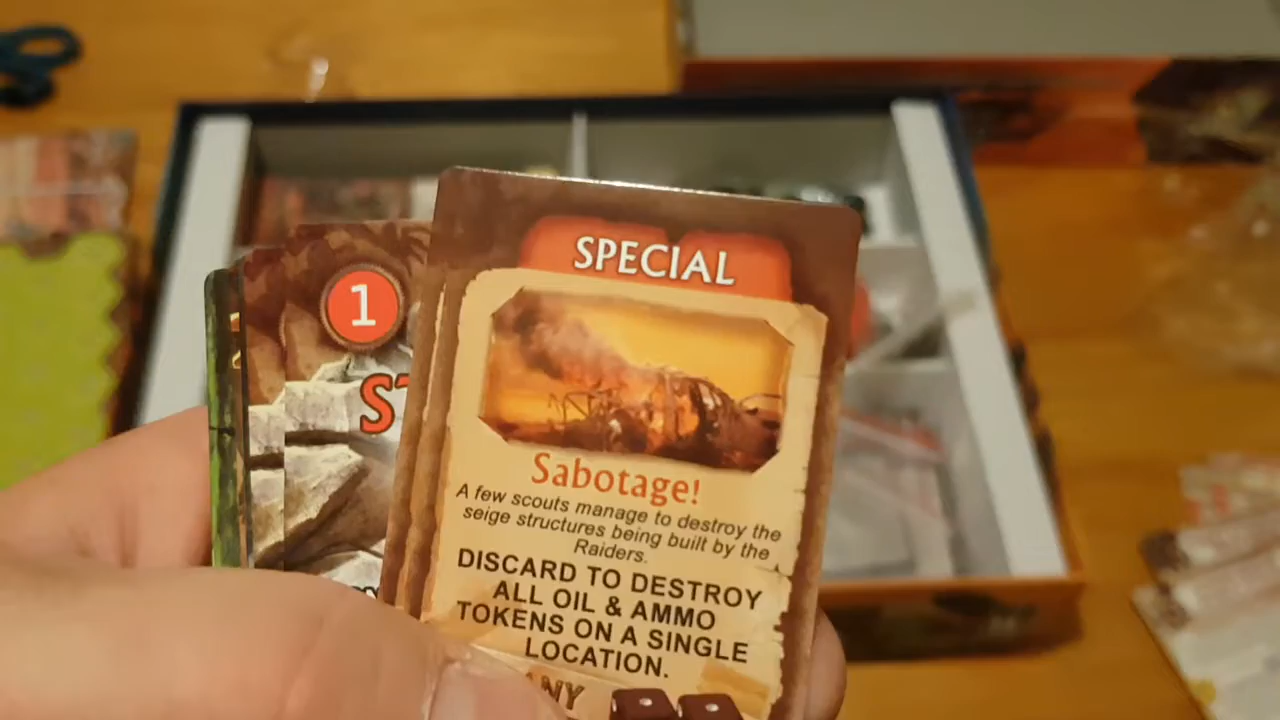 SPECIAL
1
Sabotage!
A few scouts manage to destroy the
seige structures being built by the
Raiders.
DISCARD TO DESTROY
ALL OIL & AMMO
TOKENS ON A SINGLE
LOCATION.